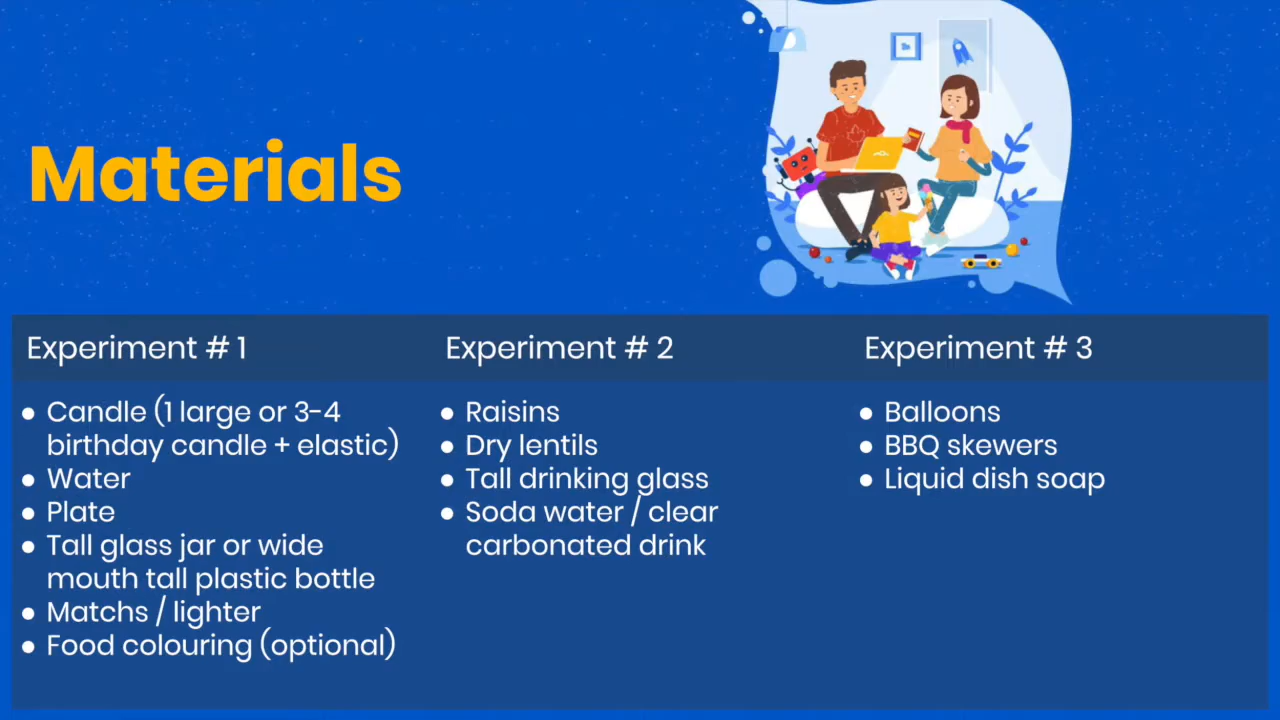 Materials
Experiment # 1
● Candle (1 large or 3-4
birthday candle + elastic)
● Water
● Plate
● Tall glass jar or wide
mouth tall plastic bottle
● Matchs / lighter
● Food colouring (optional)
Experiment # 2
● Raisins
● Dry lentils
● Tall drinking glass
● Soda water / clear
carbonated drink
Experiment # 3
● Balloons
● BBQ skewers
● Liquid dish soap